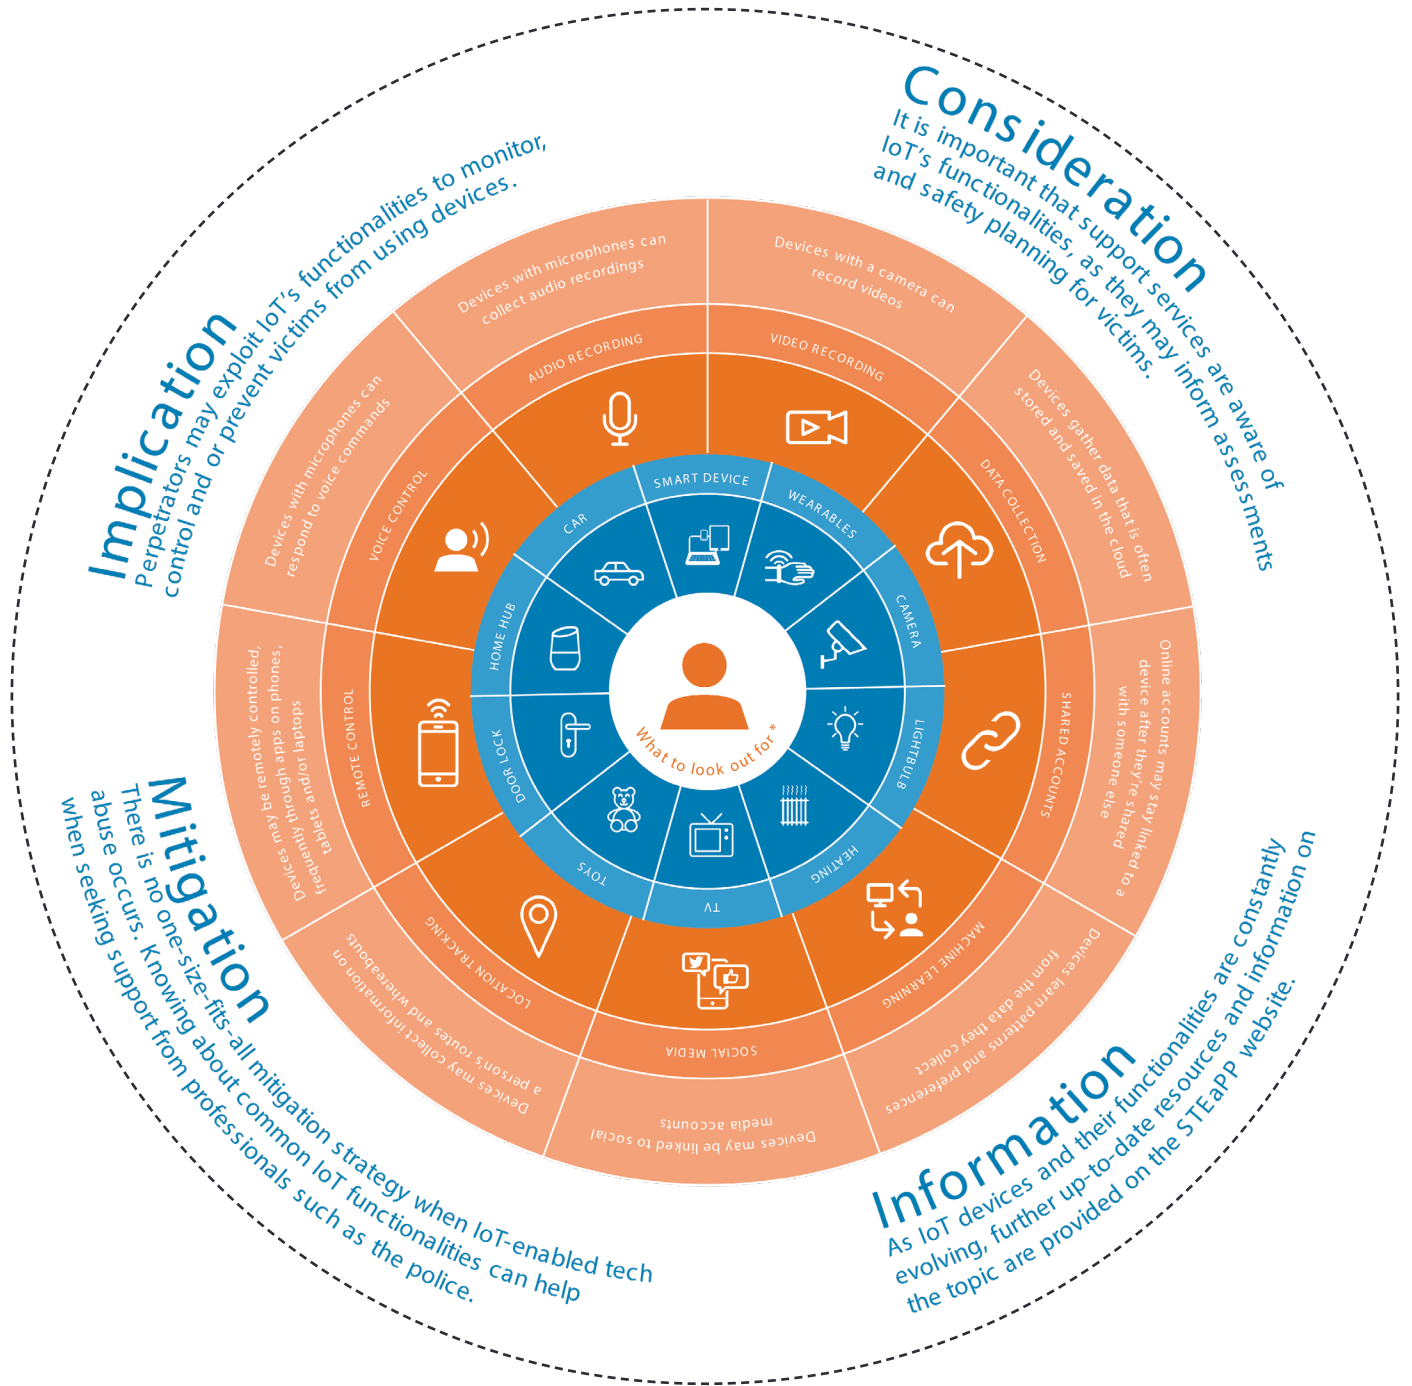 Consideration
It is important that support services are aware of
IoT's functionalities, as they may inform assessments
and safety planning for victims.
Implication
Perpetrators may exploit IoT's functionalities to monitor,
control and or prevent victims from using devices.
Mitigation
There is no one-size-fits-all mitigation strategy when IoT-enabled tech
abuse occurs. Knowing about common IoT functionalities can help
when seeking support from professionals such as the police.
Information
As IoT devices and their functionalities are constantly
evolving, further up-to-date resources and information on
the topic are provided on the STEaPP website.
Devices with microphones can
collect audio recordings
AUDIO RECORDING
Devices with a camera can
record videos
VIDEO RECORDING
Devices gather data that is often
stored and saved in the cloud
DATA COLLECTION
Online accounts may stay linked to a
device after they're shared
with someone else
SHARED ACCOUNTS
Devices learn patterns and preferences
from the data they collect
MACHINE LEARNING
Devices may be linked to social
media accounts
SOCIAL MEDIA
Devices may collect information on
a person's routes and whereabouts
LOCATION TRACKING
Devices may be remotely controlled,
frequently through apps on phones,
tablets and/or laptops
REMOTE CONTROL
Devices with microphones can
respond to voice commands
VOICE CONTROL
SMART DEVICE
WEARABLES
CAMERA
LIGHTBULB
HEATING
TV
TOYS
DOOR LOCK
HOME HUB
CAR
What to look out for *